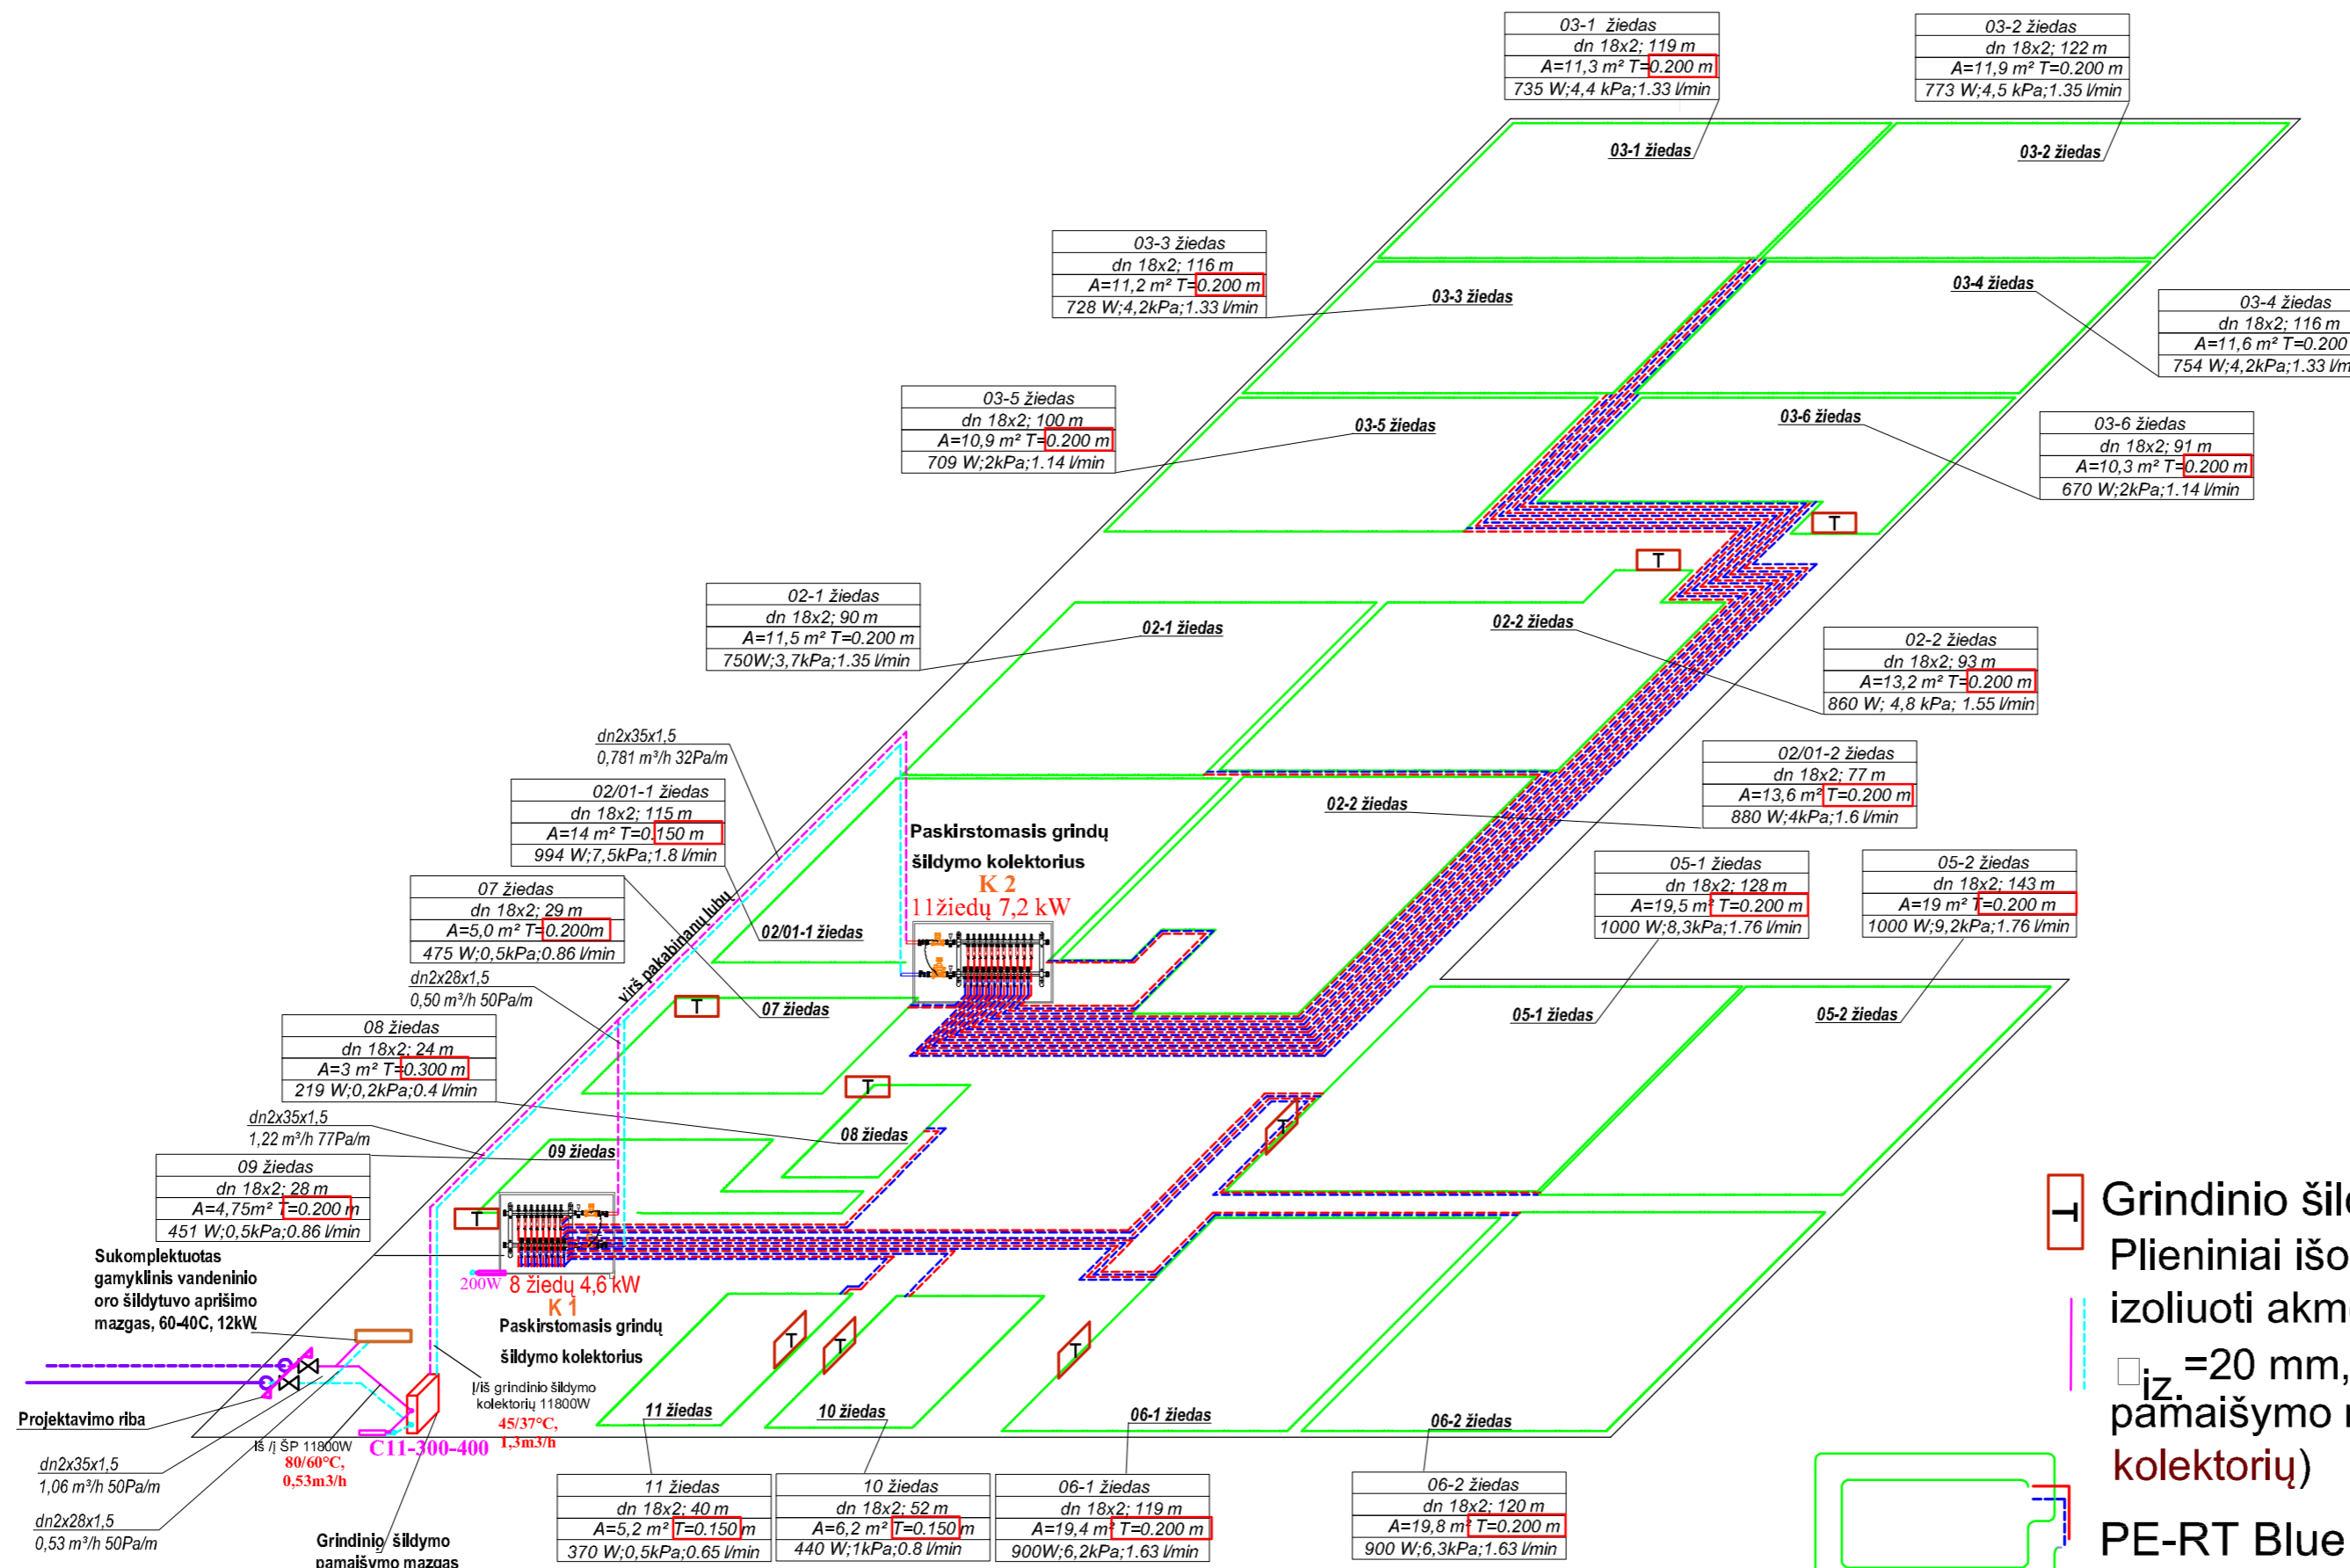 03-1 žiedas
dn 18x2; 119 m
A=11,3 m² T=0.200 m
735 W;4,4 kPa;1.33 l/min
03-2 žiedas
dn 18x2; 122 m
A=11,9 m² T=0.200 m
773 W;4,5 kPa;1.35 l/min
03-1 žiedas
03-2 žiedas
03-3 žiedas
dn 18x2; 116 m
A=11,2 m² T=0.200 m
728 W;4,2kPa;1.33 l/min
03-3 žiedas
03-4 žiedas
03-4 žiedas
dn 18x2; 116 m
A=11,6 m² T=0.200
754 W;4,2kPa;1.33 l/m
03-5 žiedas
dn 18x2; 100 m
A=10,9 m² T=0.200 m
709 W;2kPa;1.14 l/min
03-5 žiedas
03-6 žiedas
03-6 žiedas
dn 18x2; 91 m
A=10,3 m² T=0.200 m
670 W;2kPa;1.14 l/min
T
T
02-1 žiedas
dn 18x2; 90 m
A=11,5 m² T=0.200 m
750W;3,7kPa;1.35 l/min
02-1 žiedas
02-2 žiedas
02-2 žiedas
dn 18x2; 93 m
A=13,2 m² T=0.200 m
860 W; 4,8 kPa; 1.55 l/min
dn2x35x1,5
0,781 m³/h 32Pa/m
02/01-1 žiedas
dn 18x2; 115 m
A=14 m² T=0.150 m
994 W;7,5kPa;1.8 l/min
02/01-2 žiedas
dn 18x2; 77 m
A=13,6 m² T=0.200 m
880 W;4kPa;1.6 l/min
02-2 žiedas
Paskirstomasis grindų
šildymo kolektorius
K 2
11žiedų 7,2 kW
02/01-1 žiedas
virš pakabinanų lubų
07 žiedas
dn 18x2; 29 m
A=5,0 m² T=0.200m
475 W;0,5kPa;0.86 l/min
05-1 žiedas
dn 18x2; 128 m
A=19,5 m² T=0.200 m
1000 W;8,3kPa;1.76 l/min
05-2 žiedas
dn 18x2; 143 m
A=19 m² T=0.200 m
1000 W;9,2kPa;1.76 l/min
dn2x28x1,5
0,50 m³/h 50Pa/m
T
07 žiedas
05-1 žiedas
05-2 žiedas
08 žiedas
dn 18x2; 24 m
A=3 m² T=0.300 m
219 W;0,2kPa;0.4 l/min
T
08 žiedas
T
dn2x35x1,5
1,22 m³/h 77Pa/m
09 žiedas
09 žiedas
dn 18x2; 28 m
A=4,75m² T=0.200 m
451 W;0,5kPa;0.86 l/min
T
Sukomplektuotas
gamyklinis vandeninio
oro šildytuvo aprišimo
mazgas, 60-40C, 12kW.
200W
8 žiedų 4,6 kW
K 1
Paskirstomasis grindų
šildymo kolektorius
T
T
T
Į/iš grindinio šildymo
kolektorių 11800W
45/37°C,
1,3m3/h
11 žiedas
10 žiedas
06-1 žiedas
06-2 žiedas
Projektavimo riba
Iš /į ŠP 11800W
80/60°C,
0,53m3/h
C11-300-400
dn2x35x1,5
1,06 m³/h 50Pa/m
dn2x28x1,5
0,53 m³/h 50Pa/m
Grindinio šildymo
pamaišymo mazgas
11 žiedas
dn 18x2; 40 m
A=5,2 m² T=0.150 m
370 W;0,5kPa;0.65 l/min
10 žiedas
dn 18x2; 52 m
A=6,2 m² T=0.150 m
440 W;1kPa;0.8 l/min
06-1 žiedas
dn 18x2; 119 m
A=19,4 m² T=0.200 m
900W;6,2kPa;1.63 l/min
06-2 žiedas
dn 18x2; 120 m
A=19,8 m² T=0.200 m
900 W;6,3kPa;1.63 l/min
T
Grindinio šild
Plieniniai išo
izoliuoti akm
iz.=20 mm,
pamaišymo
kolektorių)
PE-RT Blue